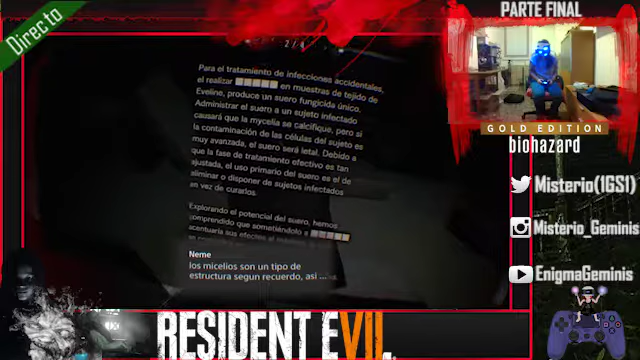 Directo
PARTE FINAL
2/4
Para el tratamiento de infecciones accidentales,
el realizar ▒▒▒▒▒ en muestras de tejido de
Eveline, produce un suero fungicida único.
Administrar el suero a un sujeto infectado
causará que la mycelia se calcifique, pero si
la contaminación de las células del sujeto es
muy avanzada, el suero será letal. Debido a
que la fase de tratamiento efectivo es tan
ajustada, el uso primario del suero es el de
eliminar o disponer de sujetos infectados
en vez de curarlos.
Explorando el potencial del suero, hemos
comprendido que sometiéndolo a ▒▒▒▒▒
acentuaría sus efectos al
Neme
los micelios son un tipo de
estructura segun recuerdo, asi ...
GOLD EDITION
biohazard
Misterio(1GS1)
Misterio_Geminis
EnigmaGeminis
RESIDENT EVII.